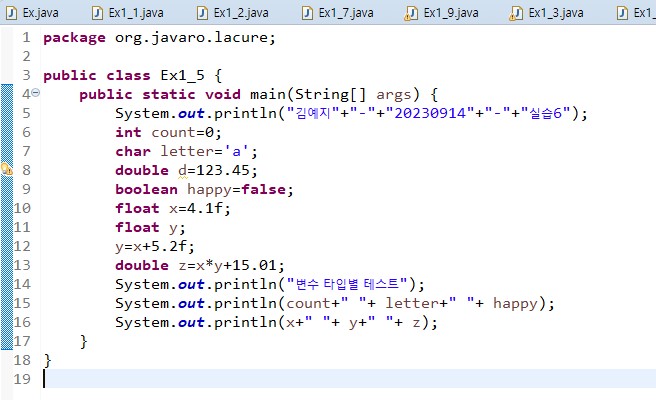 Ex.java Ex1_1.java Ex1_2.java Ex1_7.java Ex1_9.java Ex1_3.java Ex1_
1 package org.javaro.lacure;
2
3 public class Ex1_5 {
4 public static void main(String[] args) {
5 System.out.println("김예지"+"-"+"20230914"+"-"+"실습6");
6 int count=0;
7 char letter='a';
8 double d=123.45;
9 boolean happy=false;
10 float x=4.1f;
11 float y;
12 y=x+5.2f;
13 double z=x*y+15.01;
14 System.out.println("변수 타입별 테스트");
15 System.out.println(count+" "+ letter+" "+ happy);
16 System.out.println(x+" "+ y+" "+ z);
17 }
18 }
19